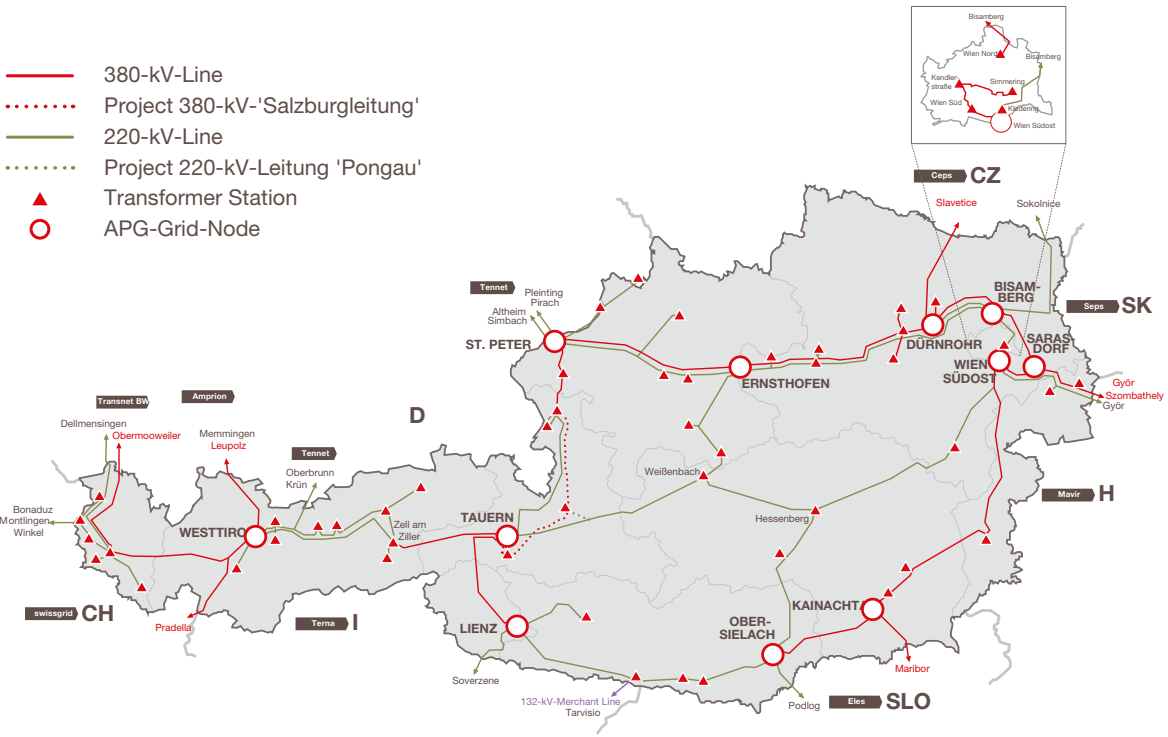 380-kV-Line
Project 380-kV-'Salzburgleitung'
220-kV-Line
Project 220-kV-Leitung 'Pongau'
Transformer Station
APG-Grid-Node
Bisamberg
Wien Nord
Bisamberg
Kendler-
straße
Simmering
Wien Süd
Kledering
Wien Südost
Ceps
CZ
Slavetice
Sokolnice
Tennet
Pleinting
Pirach
Altheim
Simbach
ST. PETER
BISAM-
BERG
Seps
SK
DÜRNROHR
SARAS
DORF
WIEN
SÜDOST
ERNSTHOFEN
Györ
Szombathely
Györ
Transnet BW
Amprion
D
Dellmensingen
Obermooweiler
Memmingen
Leupolz
Tennet
Oberbrunn
Krün
Weißenbach
Mavir
H
Bonaduz
Montlingen
Winkel
WESTTIROL
Zell am
Ziller
TAUERN
Hessenberg
swissgrid
CH
Pradella
Terna
I
LIENZ
KAINACHTAL
OBER-
SIELACH
Soverzene
132-kV-Merchant Line
Tarvisio
Maribor
Podlog
Eles
SLO